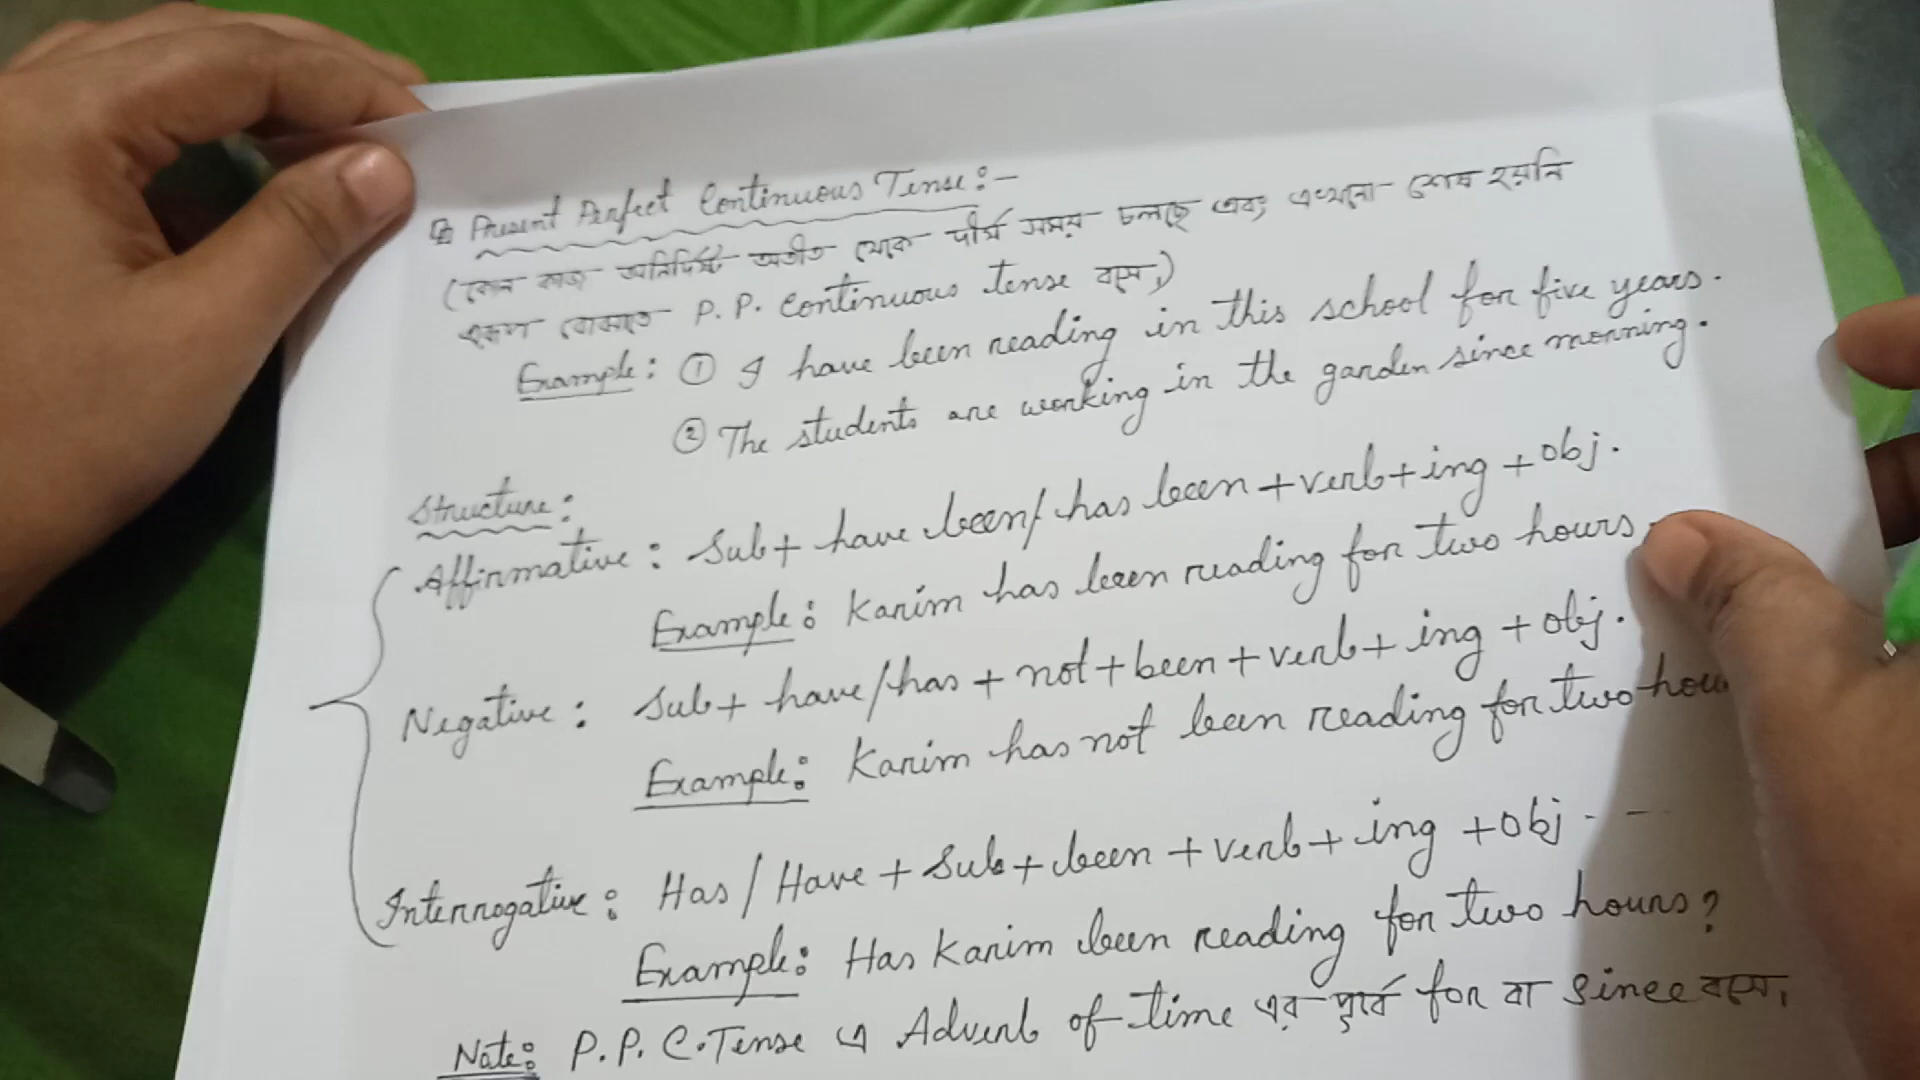 Present Perfect Continuous Tense:-
(কোন কাজ অনির্দিষ্ট অতীত থেকে দীর্ঘ সময় চলছে এবং এখনো শেষ হয়নি
এরূপ বোঝাতে P.P. Continuous tense বসে।)
Example: ① I have been reading in this school for five years.
② The students are working in the garden since morning.
Structure:
Affirmative: Sub+ have been/ has been +verb+ing +obj.
Example: Karim has been reading for two hours.
Negative: Sub+ have/has + not +been +verb+ ing +obj.
Example: Karim has not been reading for two hou
Interrogative: Has/Have + Sub+ been +verb+ing +obj - --
Example: Has Karim been reading for two hours?
Note: P.P.C.Tense এ Adverb of time এর পূর্বে for বা since বসে।